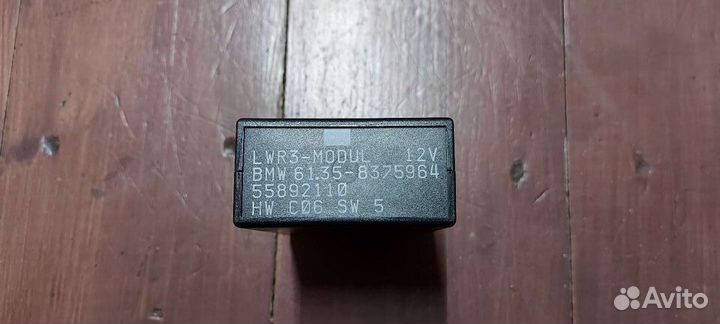 LWR3-MODUL 12V
BMW 61.35-8375964
55892110
HW C06 SW 5
Avito